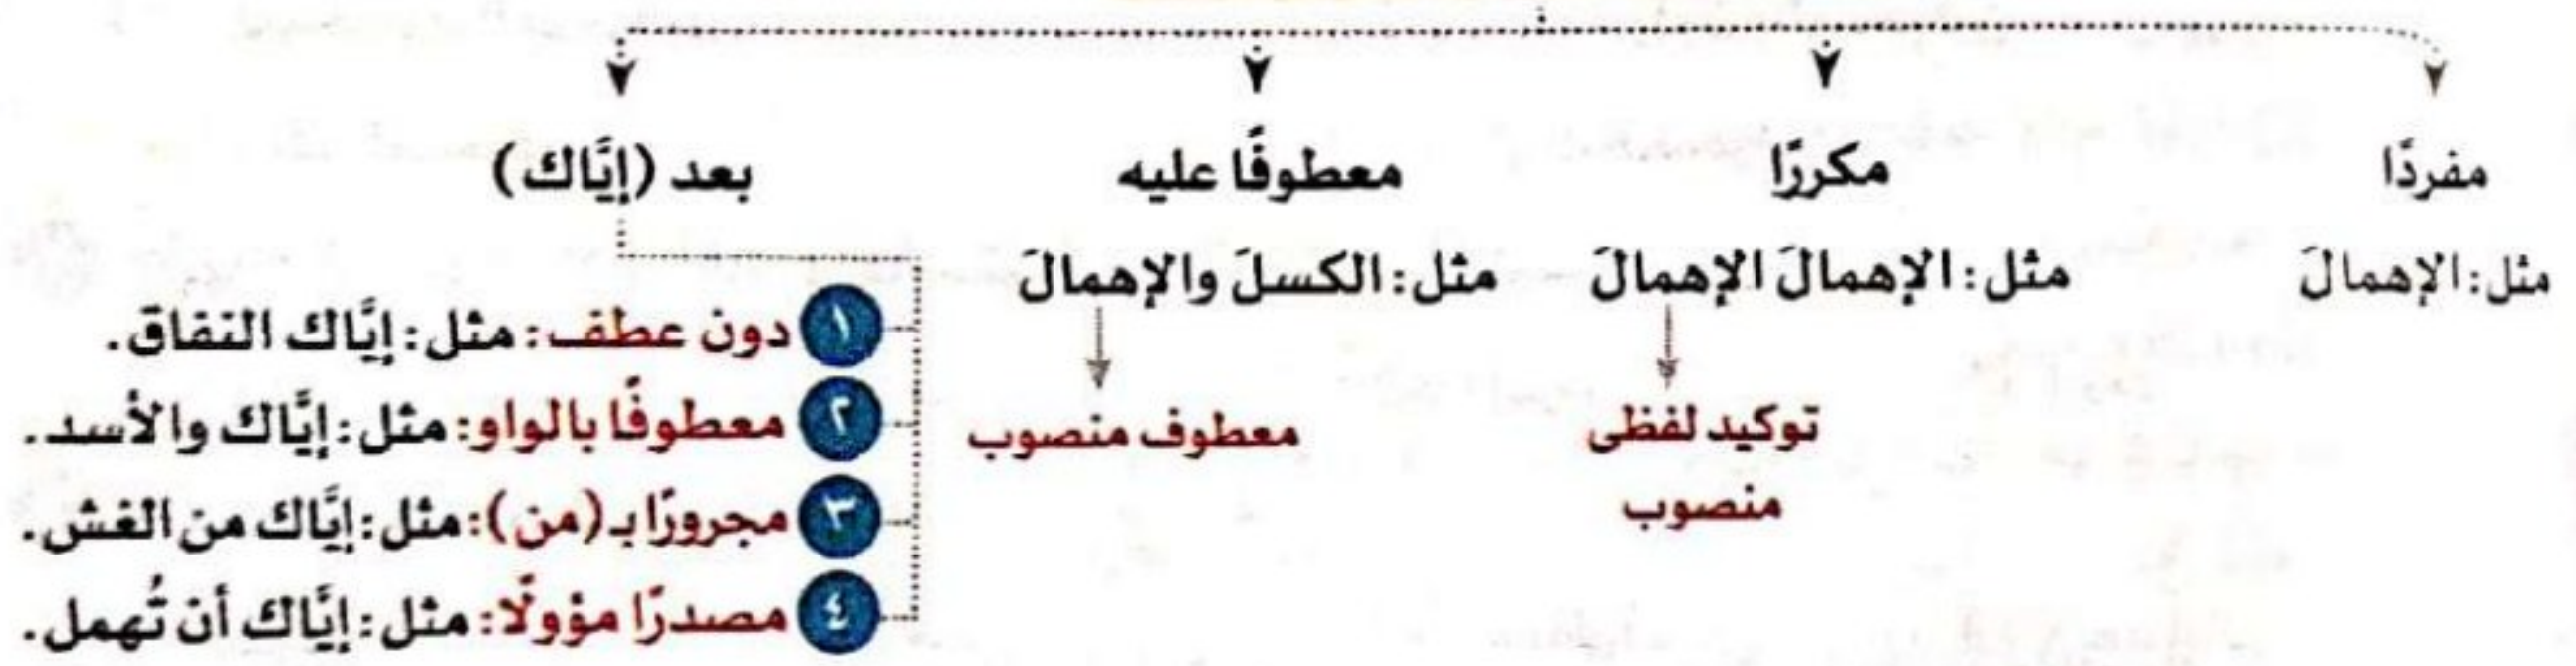 مفردًا
مثل: الإهمالَ
مكررًا
مثل: الإهمالَ الإهمالَ
توكيد لفظى
منصوب
معطوفًا عليه
مثل: الكسلَ والإهمالَ
معطوف منصوب
بعد (إيَّاك)
١ دون عطف: مثل: إيَّاك النفاق.
٢ معطوفًا بالواو: مثل: إيَّاك والأسد.
٣ مجرورًا بـ (من): مثل: إيَّاك من الغش.
٤ مصدرًا مؤولًا: مثل: إيَّاك أن تُهمل.